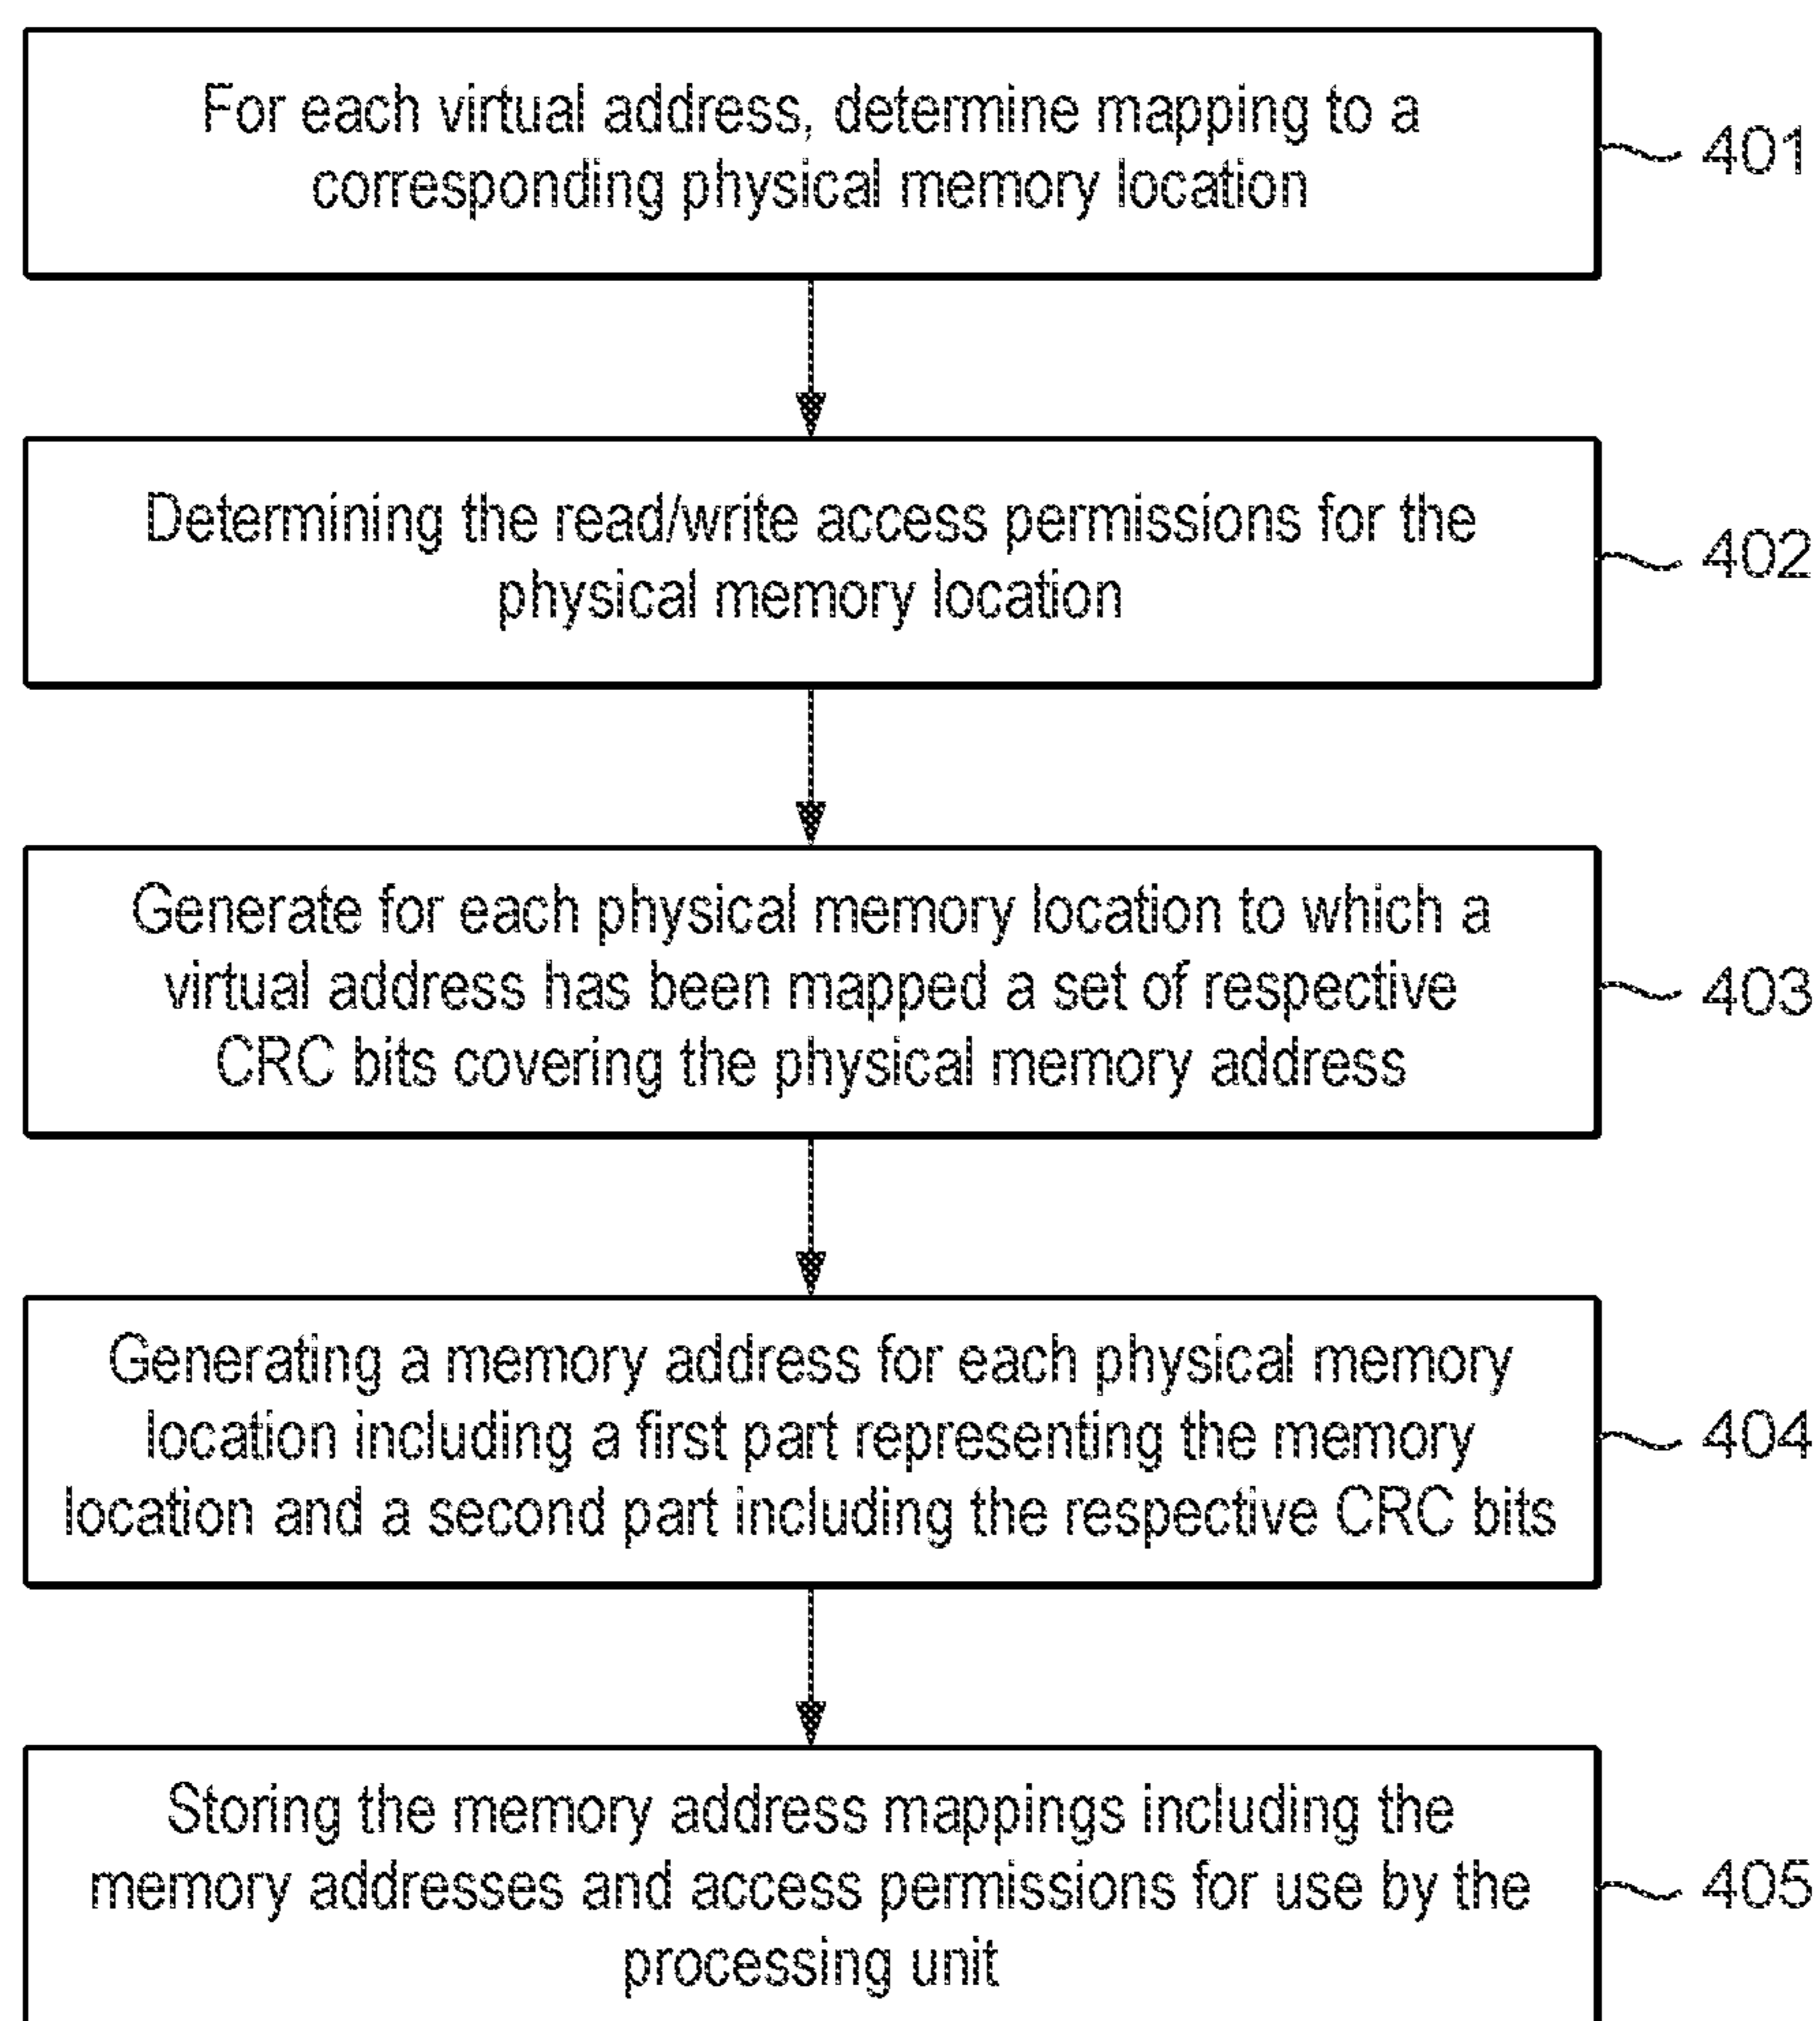 For each virtual address, determine mapping to a
corresponding physical memory location
401
Determining the read/write access permissions for the
physical memory location
402
Generate for each physical memory location to which a
virtual address has been mapped a set of respective
CRC bits covering the physical memory address
403
Generating a memory address for each physical memory
location including a first part representing the memory
location and a second part including the respective CRC bits
404
Storing the memory address mappings including the
memory addresses and access permissions for use by the
processing unit
405